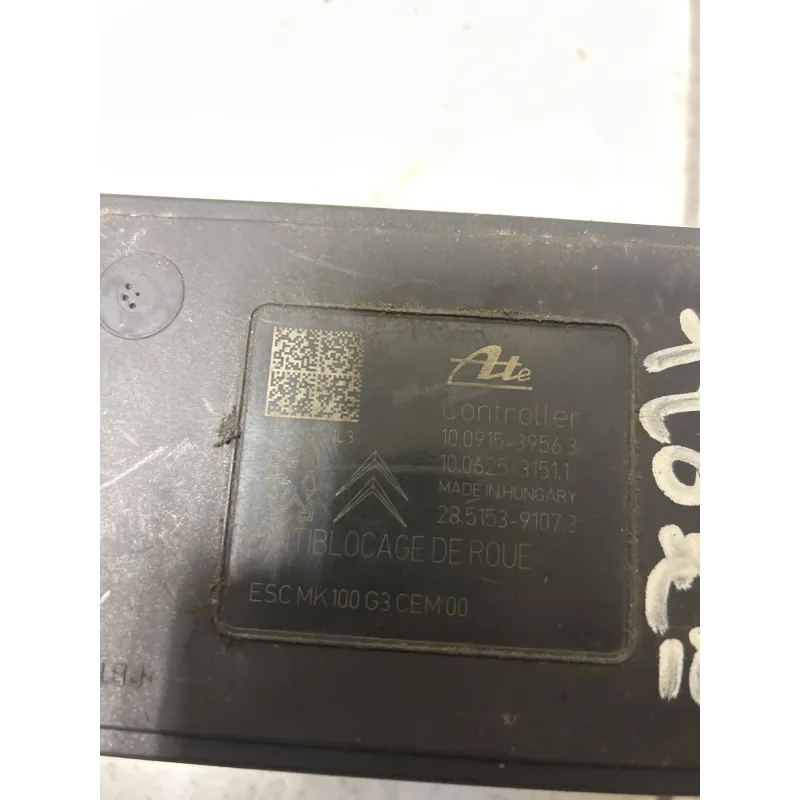 Ate
Controller
10.0915-3956.3
10.0625-3151.1
MADE IN HUNGARY
28.5153-9107.3
ANTIBLOCAGE DE ROUE
ESC MK100 G3 CEM 00